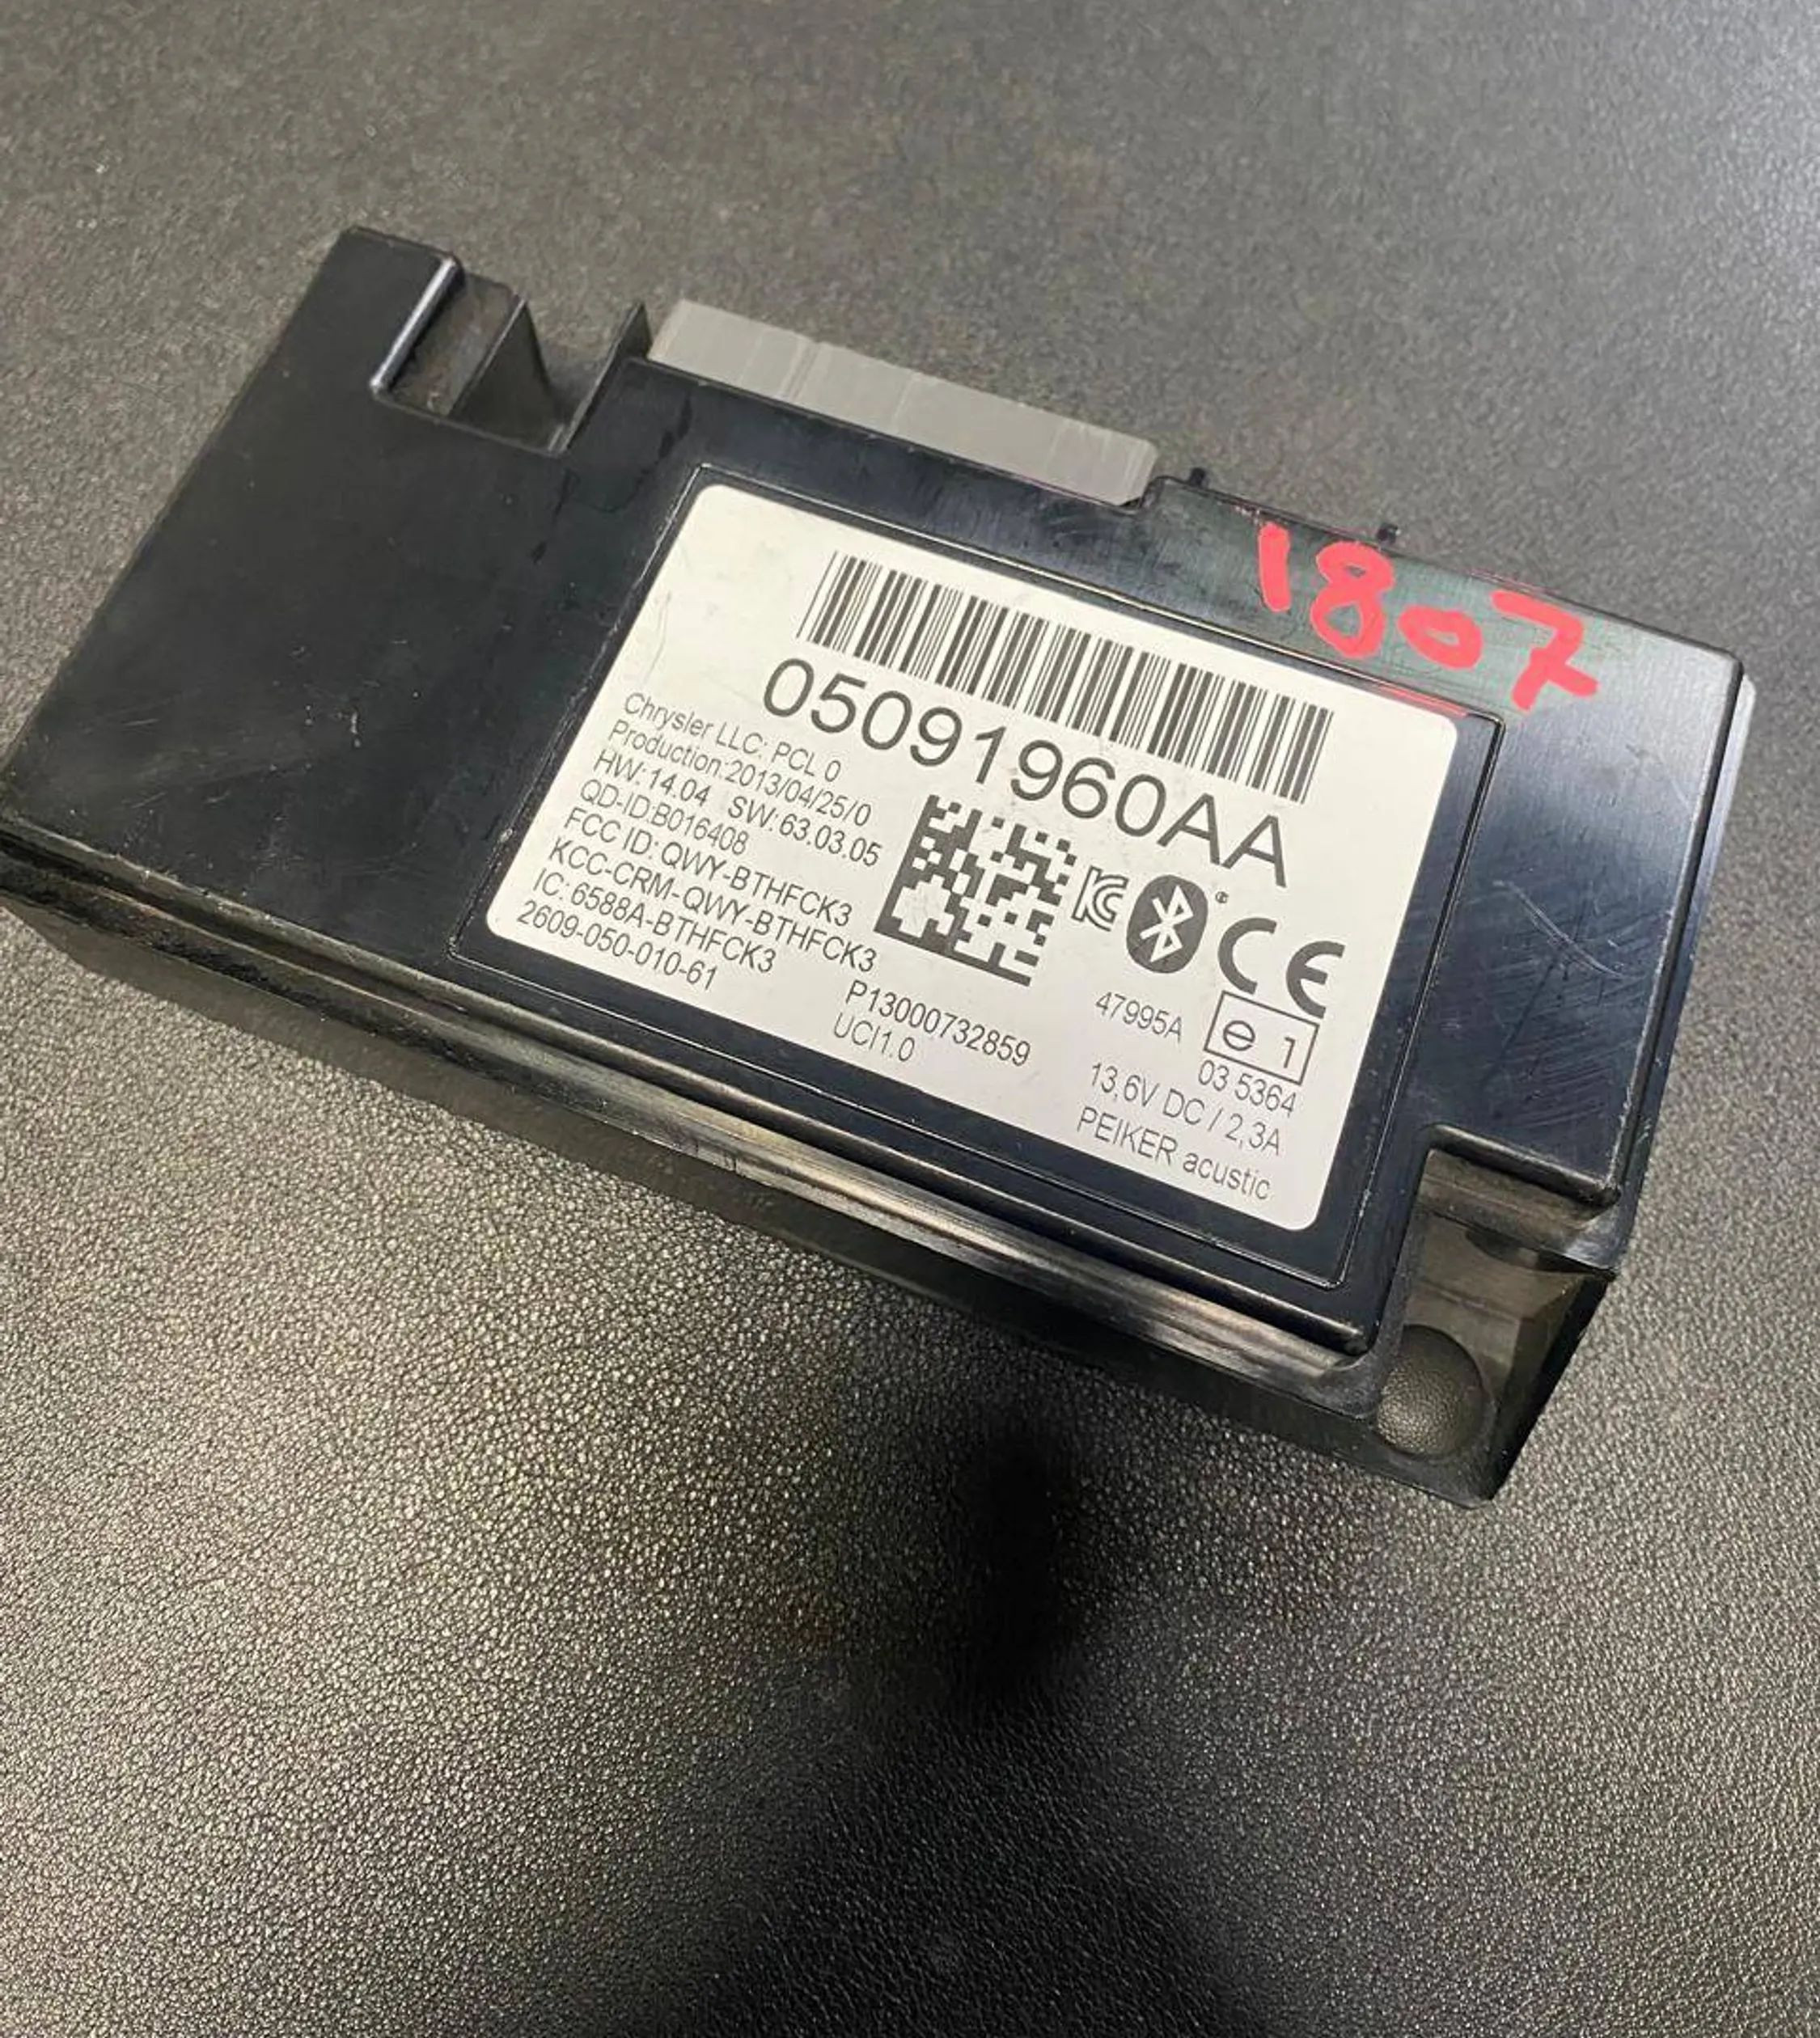 1807
05091960AA
Chrysler LLC: PCL 0
Production:2013/04/25/0
HW:14.04 SW:63.03.05
QD-ID:B016408
FCC ID: QWY-BTHFCK3
KCC-CRM-QWY-BTHFCK3
IC: 6588A-BTHFCK3
2609-050-010-61
P13000732859
UCI1.0
CE
47995A
e 1
03 5364
13,6V DC / 2,3A
PEIKER acustic